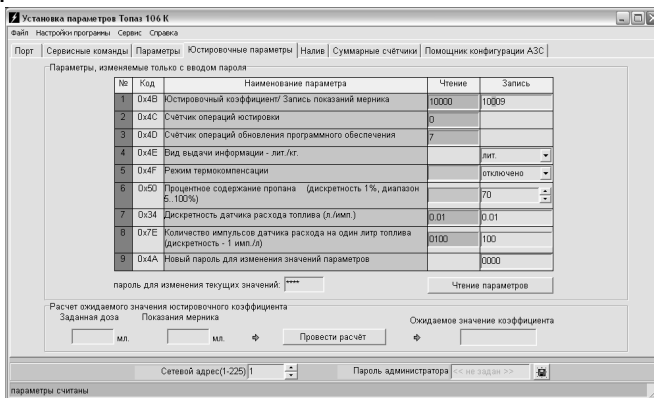 Установка параметров Топаз 106 К
Файл Настройки программы Сервис Справка
Порт Сервисные команды Параметры Юстировочные параметры Налив Суммарные счётчики Помощник конфигурации АЗС
Параметры, изменяемые только с вводом пароля
№ Код Наименование параметра Чтение Запись
1 0x4B Юстировочный коэффициент/ Запись показаний мерника 10000 10009
2 0x4C Счётчик операций юстировки 0
3 0x4D Счётчик операций обновления программного обеспечения 7
4 0x4E Вид выдачи информации - лит./кг. лит.
5 0x4F Режим термокомпенсации отключено
6 0x50 Процентное содержание пропана (дискретность 1%, диапазон
5..100%) 70
7 0x34 Дискретность датчика расхода топлива (л./имп.) 0.01 0.01
8 0x7E Количество импульсов датчика расхода на один литр топлива
(дискретность - 1 имп./л) 0100 100
9 0x4A Новый пароль для изменения значений параметров 0000
пароль для изменения текущих значений: **** Чтение параметров
Расчет ожидаемого значения юстировочного коэффициента
Заданная доза Показания мерника Ожидаемое значение коэффициента
мл. мл. Провести расчёт
Сетевой адрес(1-225) 1 Пароль администратора << не задан >>
параметры считаны